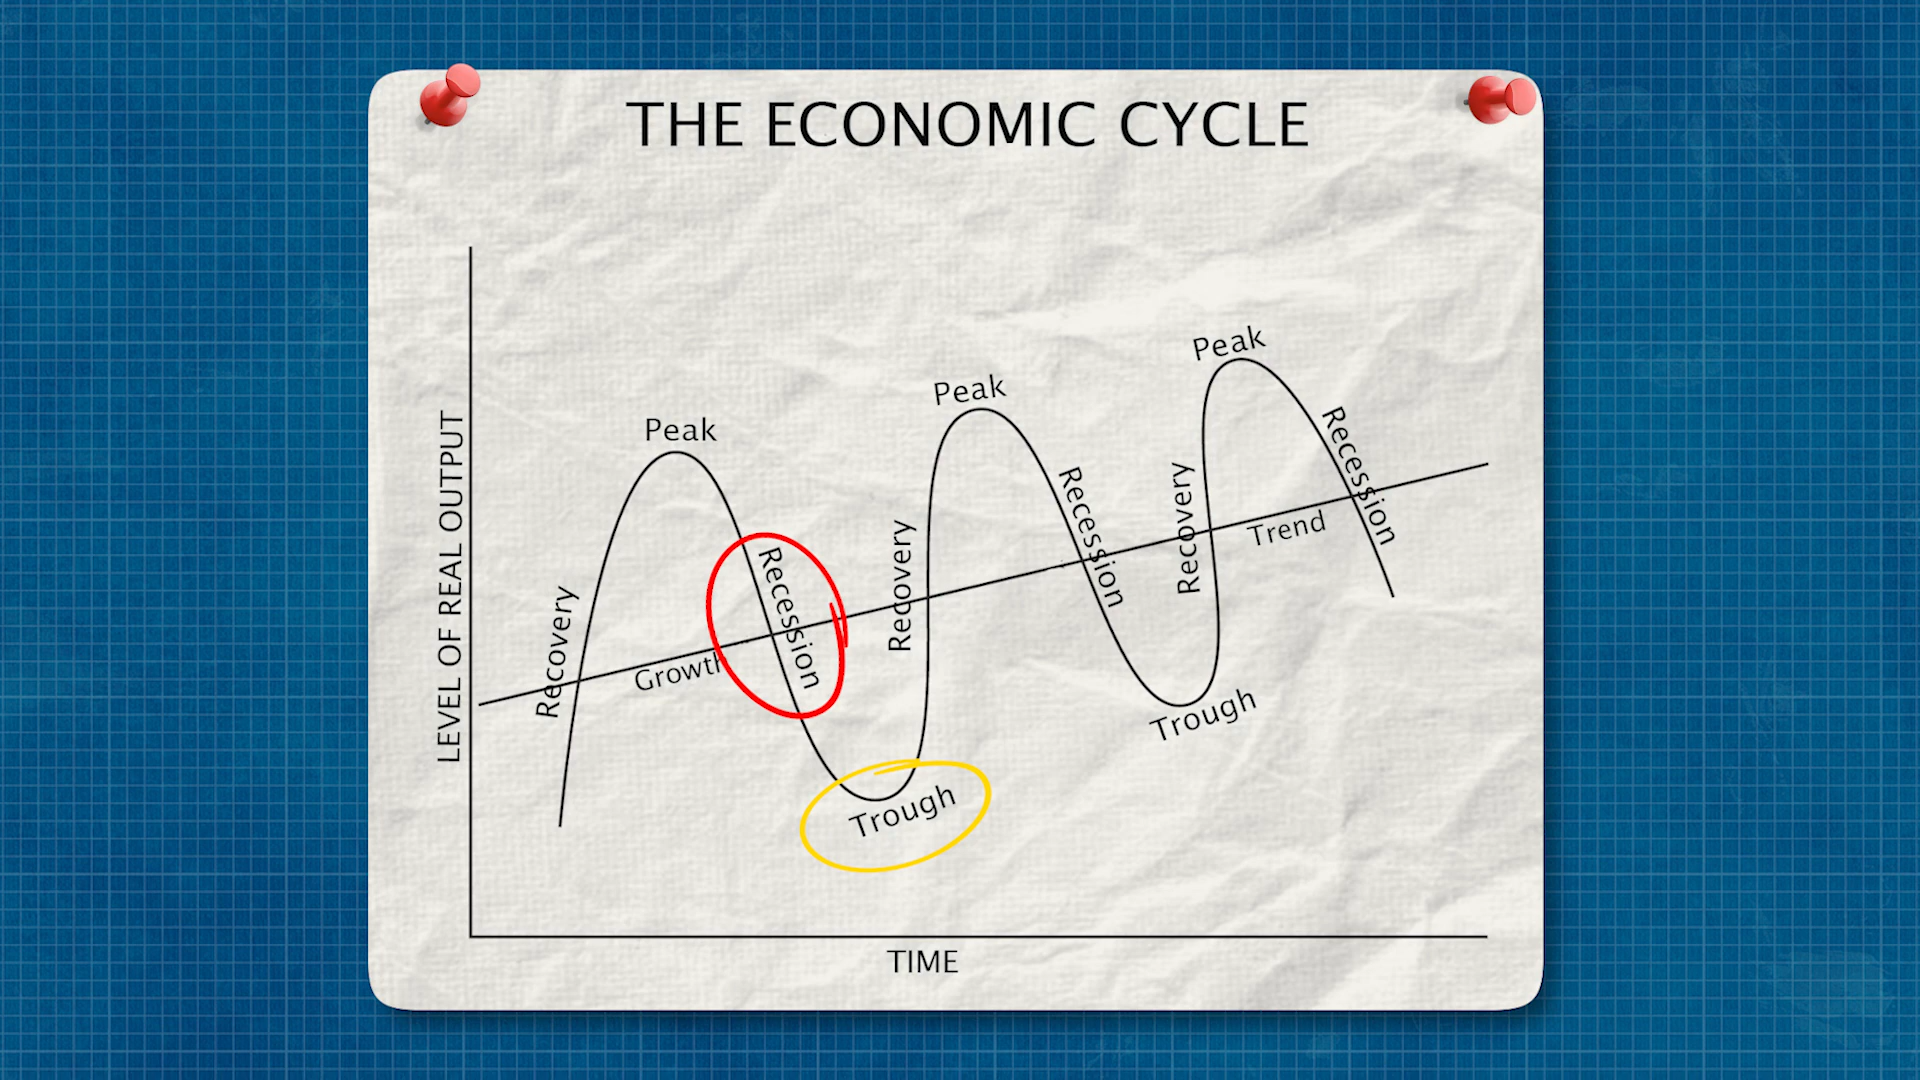 THE ECONOMIC CYCLE
LEVEL OF REAL OUTPUT
Recovery
Peak
Growth
Recession
Trough
Recovery
Peak
Recession
Trough
Recovery
Peak
Trend
Recession
TIME